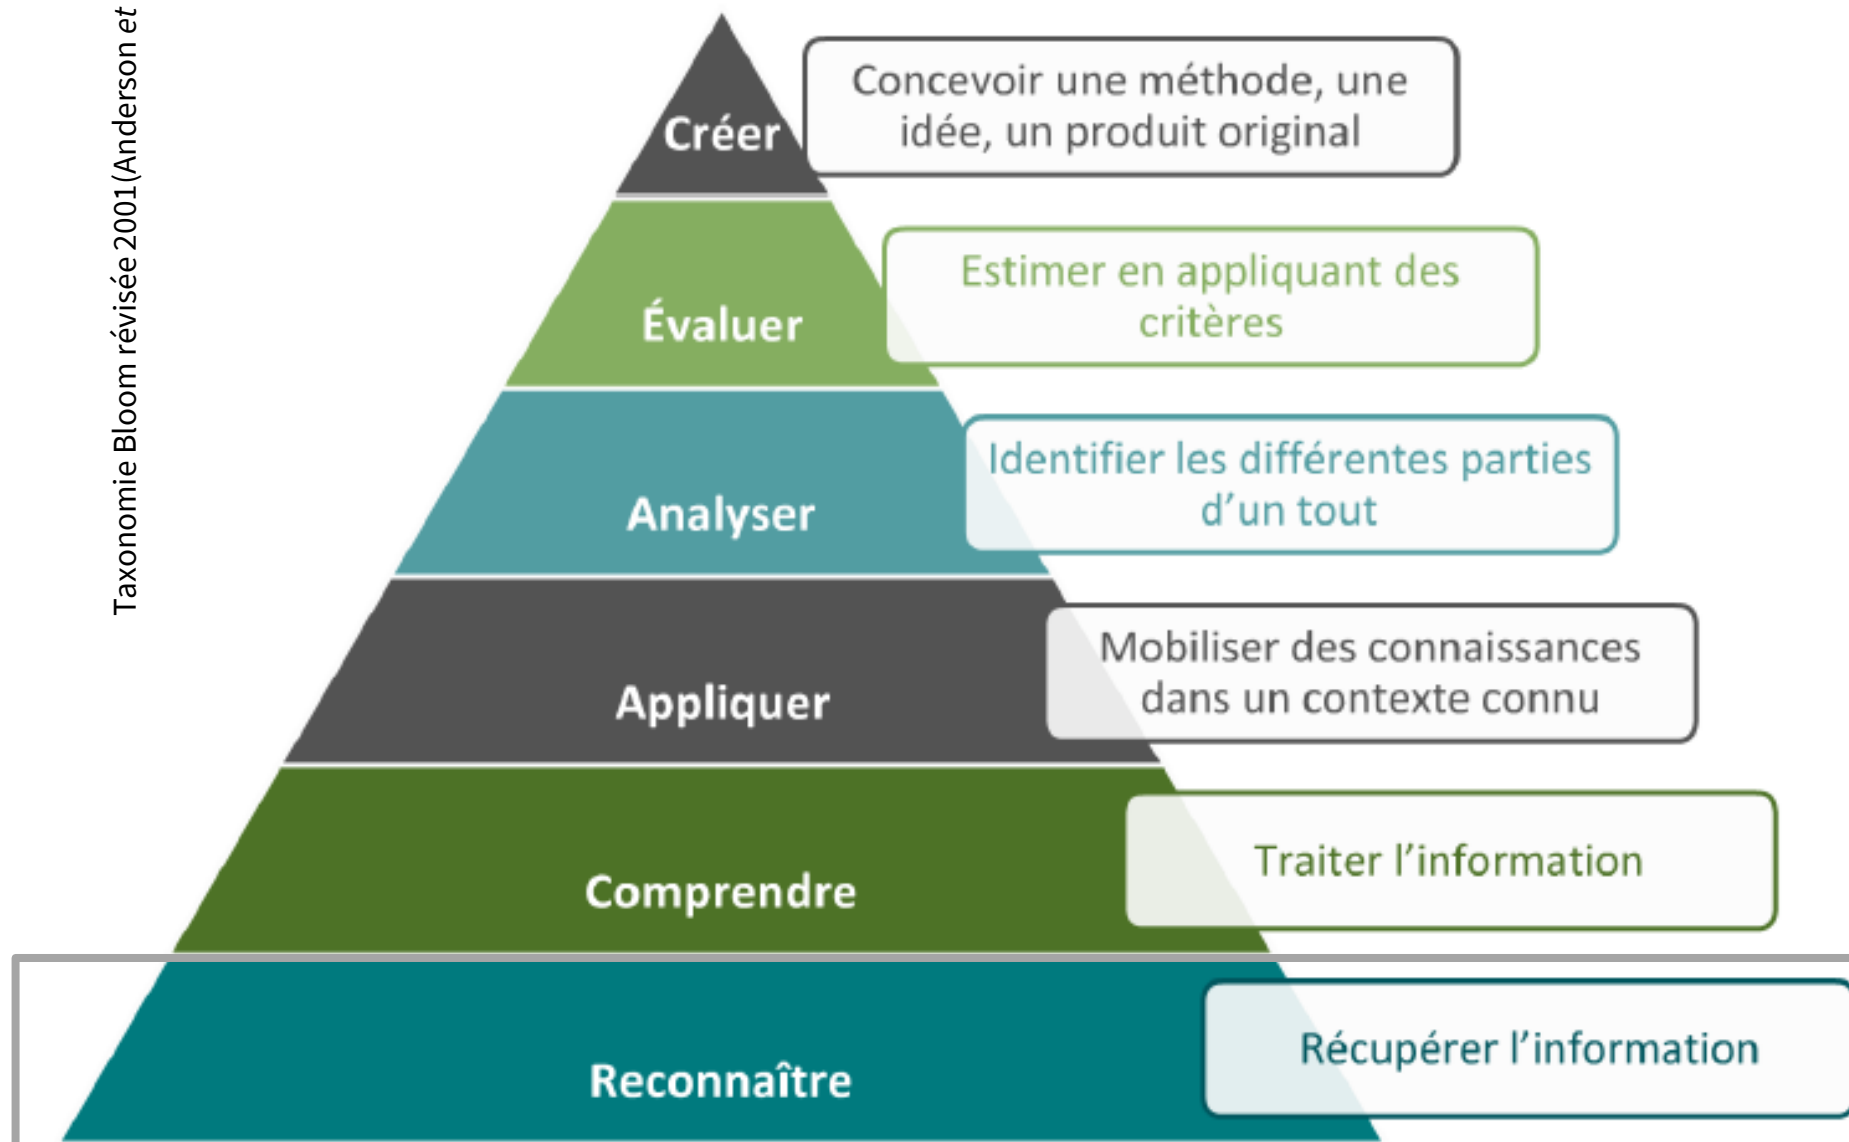 Taxonomie Bloom révisée 2001(Anderson et
Créer
Concevoir une méthode, une
idée, un produit original
Évaluer
Estimer en appliquant des
critères
Analyser
Identifier les différentes parties
d’un tout
Appliquer
Mobiliser des connaissances
dans un contexte connu
Comprendre
Traiter l’information
Reconnaître
Récupérer l’information